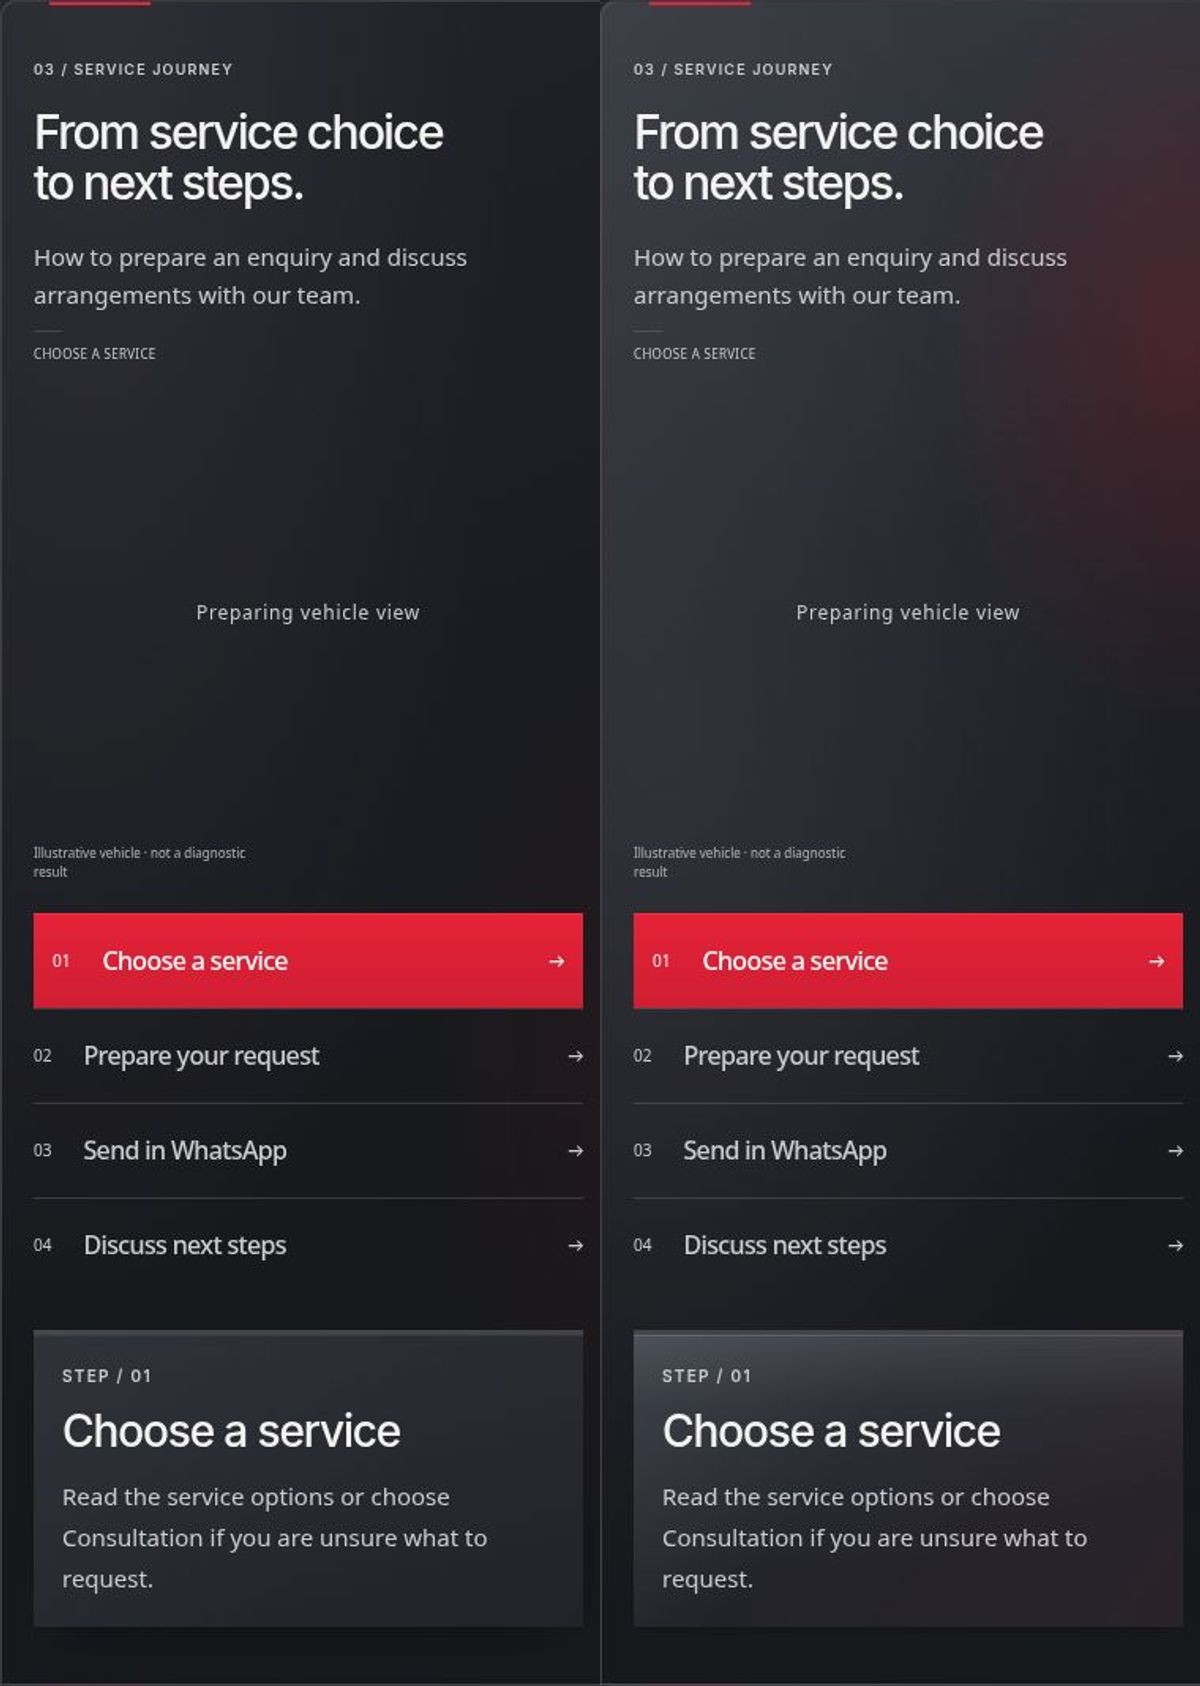 03 / SERVICE JOURNEY
From service choice
to next steps.
How to prepare an enquiry and discuss
arrangements with our team.
CHOOSE A SERVICE
Preparing vehicle view
Illustrative vehicle · not a diagnostic
result
01 Choose a service →
02 Prepare your request →
03 Send in WhatsApp →
04 Discuss next steps →
STEP / 01
Choose a service
Read the service options or choose
Consultation if you are unsure what to
request.
03 / SERVICE JOURNEY
From service choice
to next steps.
How to prepare an enquiry and discuss
arrangements with our team.
CHOOSE A SERVICE
Preparing vehicle view
Illustrative vehicle · not a diagnostic
result
01 Choose a service →
02 Prepare your request →
03 Send in WhatsApp →
04 Discuss next steps →
STEP / 01
Choose a service
Read the service options or choose
Consultation if you are unsure what to
request.